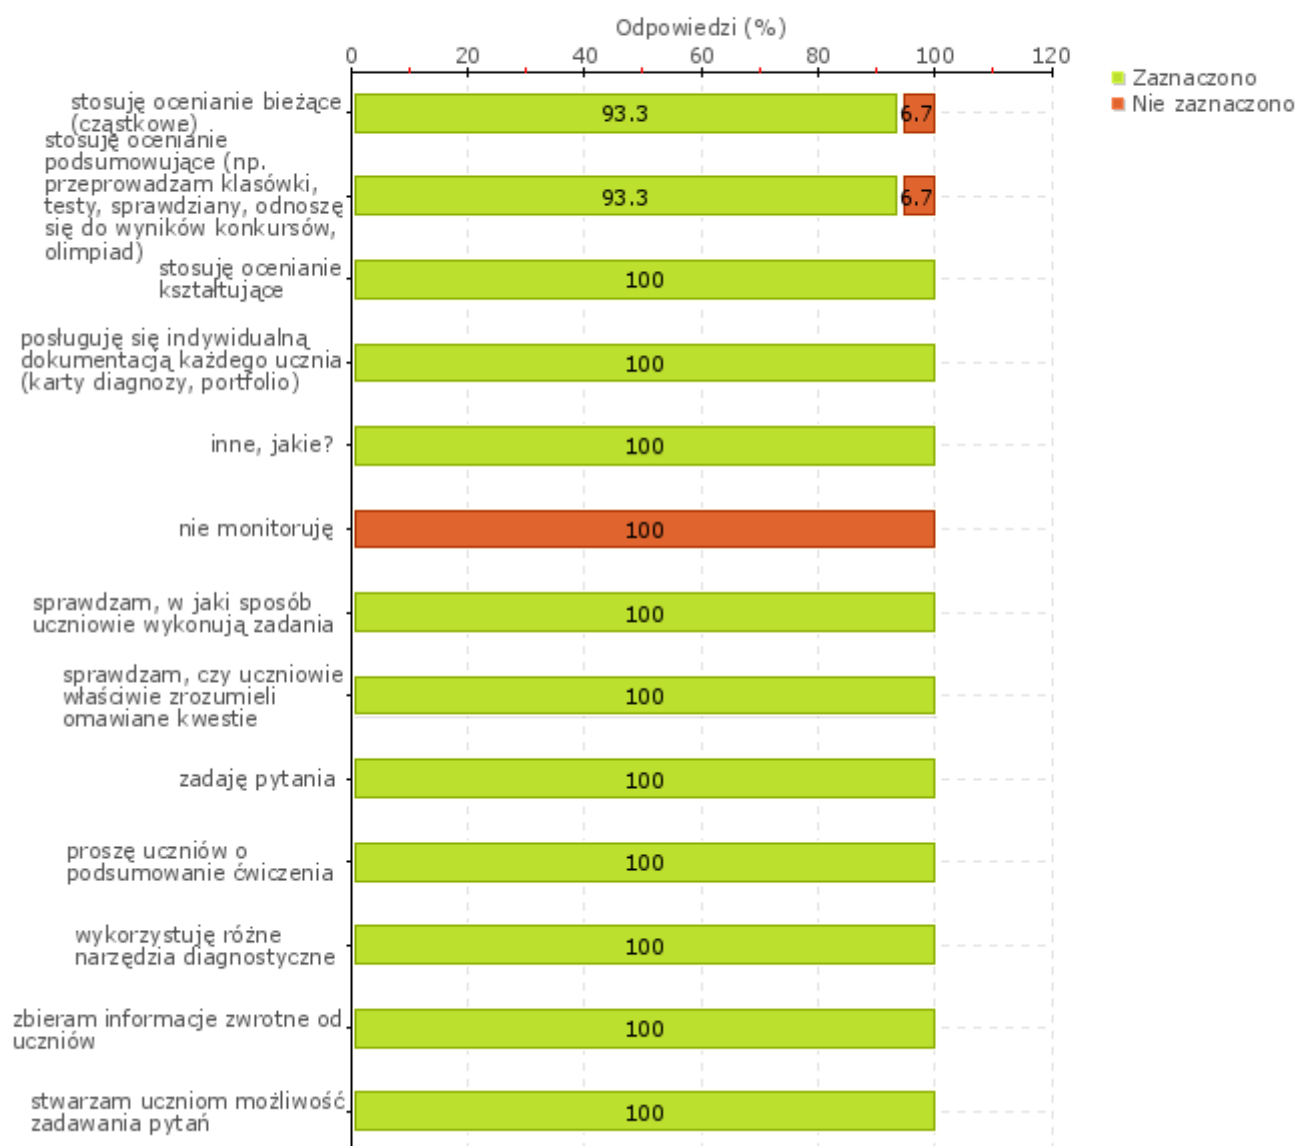 Odpowiedzi (%)
0 20 40 60 80 100 120
Zaznaczono
Nie zaznaczono
stosuję ocenianie bieżące
(cząstkowe)
93.3 6.7
stosuję ocenianie
podsumowujące (np.
przeprowadzam klasówki,
testy, sprawdziany, odnoszę
się do wyników konkursów,
olimpiad)
93.3 6.7
stosuję ocenianie
kształtujące
100
posługuję się indywidualną
dokumentacją każdego ucznia
(karty diagnozy, portfolio)
100
inne, jakie?
100
nie monitoruję
100
sprawdzam, w jaki sposób
uczniowie wykonują zadania
100
sprawdzam, czy uczniowie
właściwie zrozumieli
omawiane kwestie
100
zadaję pytania
100
proszę uczniów o
podsumowanie ćwiczenia
100
wykorzystuję różne
narzędzia diagnostyczne
100
zbieram informacje zwrotne od
uczniów
100
stwarzam uczniom możliwość
zadawania pytań
100